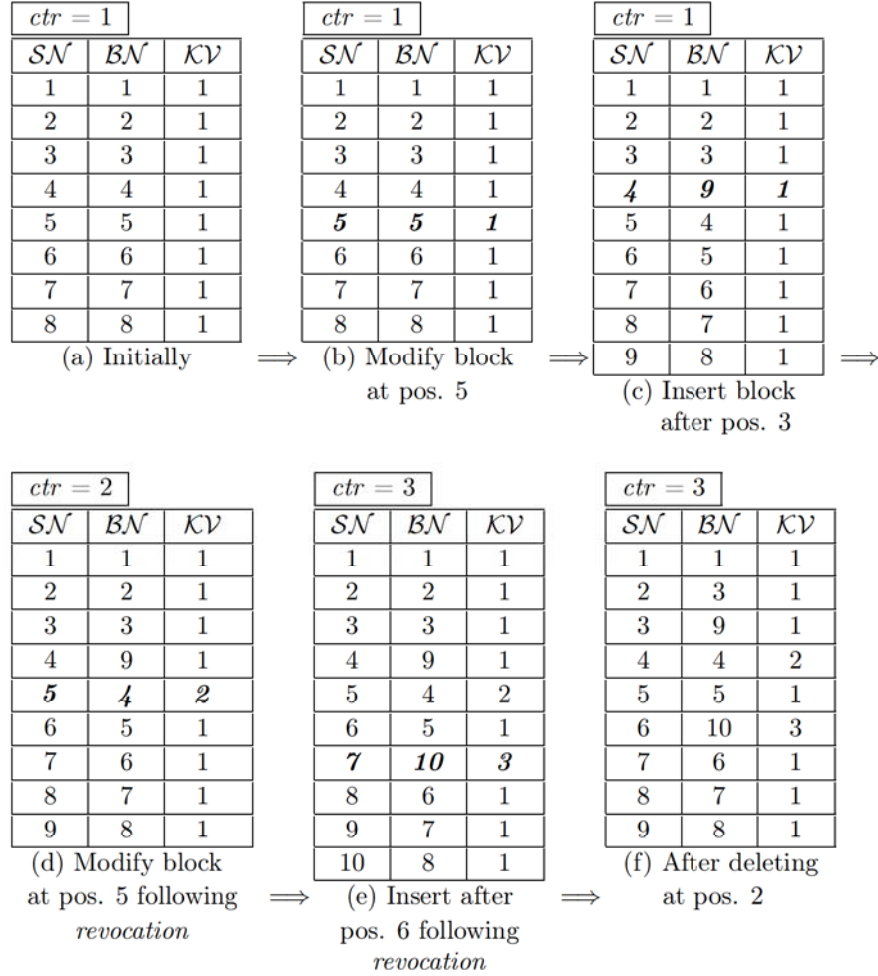 ctr = 1
SN BN KV
1 1 1
2 2 1
3 3 1
4 4 1
5 5 1
6 6 1
7 7 1
8 8 1
(a) Initially
⟹
ctr = 1
SN BN KV
1 1 1
2 2 1
3 3 1
4 4 1
5 5 1
6 6 1
7 7 1
8 8 1
(b) Modify block
at pos. 5
⟹
ctr = 1
SN BN KV
1 1 1
2 2 1
3 3 1
4 9 1
5 4 1
6 5 1
7 6 1
8 7 1
9 8 1
(c) Insert block
after pos. 3
⟹
ctr = 2
SN BN KV
1 1 1
2 2 1
3 3 1
4 9 1
5 4 2
6 5 1
7 6 1
8 7 1
9 8 1
(d) Modify block
at pos. 5 following
revocation
⟹
ctr = 3
SN BN KV
1 1 1
2 2 1
3 3 1
4 9 1
5 4 2
6 5 1
7 10 3
8 6 1
9 7 1
10 8 1
(e) Insert after
pos. 6 following
revocation
⟹
ctr = 3
SN BN KV
1 1 1
2 3 1
3 9 1
4 4 2
5 5 1
6 10 3
7 6 1
8 7 1
9 8 1
(f) After deleting
at pos. 2